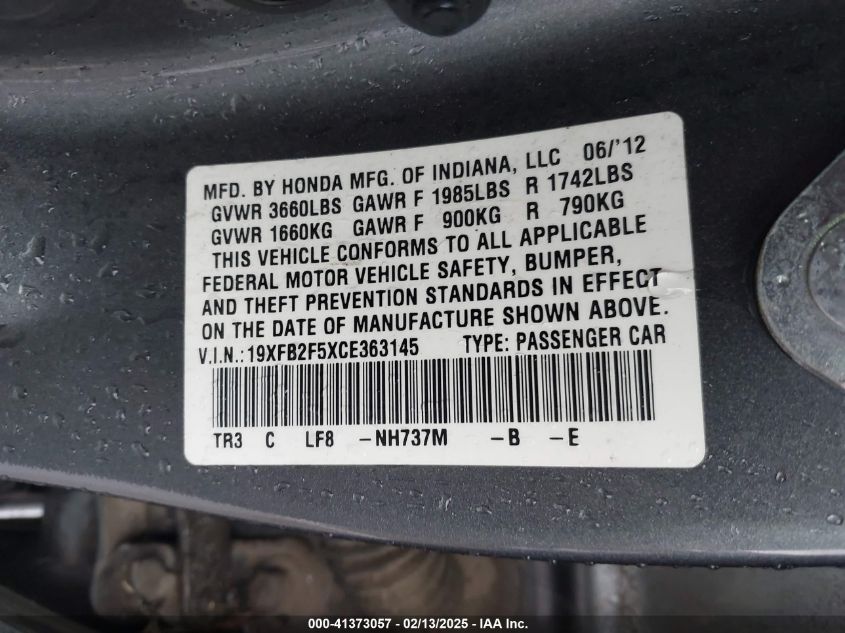 MFD. BY HONDA MFG. OF INDIANA, LLC 06/'12
GVWR 3660LBS GAWR F 1985LBS R 1742LBS
GVWR 1660KG GAWR F 900KG R 790KG
THIS VEHICLE CONFORMS TO ALL APPLICABLE
FEDERAL MOTOR VEHICLE SAFETY, BUMPER,
AND THEFT PREVENTION STANDARDS IN EFFECT
ON THE DATE OF MANUFACTURE SHOWN ABOVE.
V.I.N.: 19XFB2F5XCE363145 TYPE: PASSENGER CAR
TR3 C LF8 -NH737M -B -E
000-41373057 - 02/13/2025 - IAA Inc.